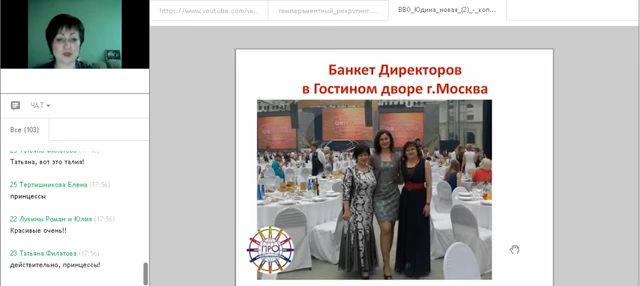 https://www.youtube.com/w...
темпераментный_рекрутинг...
ВВО_Юдина_новая_(2)_-_коп...
ЧАТ
Все (103)
Татьяна, вот это талия!
25 Тертишникова Елена (17:56)
принцессы
22 Лукины Роман и Юлия (17:56)
Красивые очень!!
23 Татьяна Филатова (17:56)
действительно, принцессы!
Банкет Директоров
в Гостином дворе г.Москва
ПРО